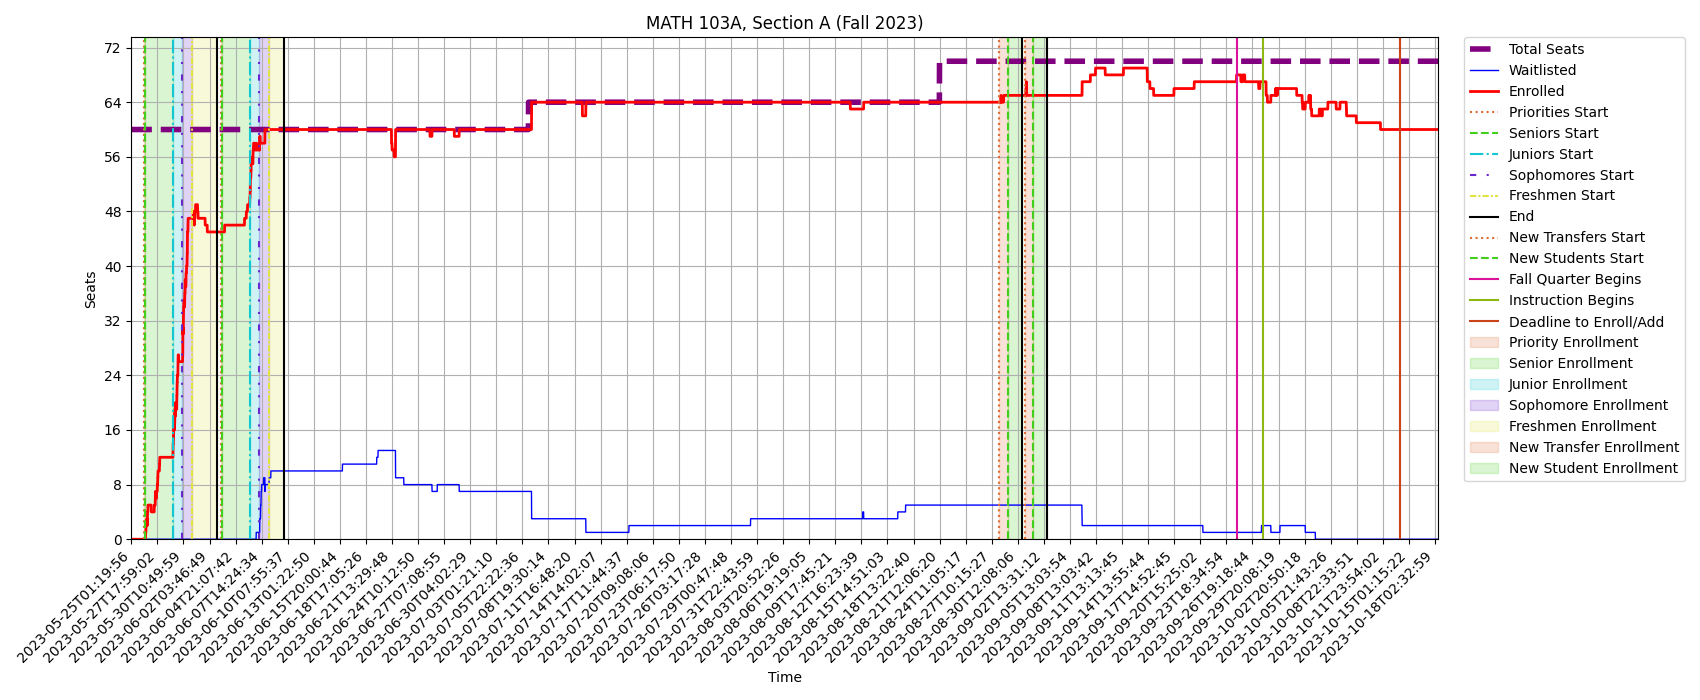 MATH 103A, Section A (Fall 2023)
Seats
72
64
56
48
40
32
24
16
8
0
2023-05-25T01:19:56
2023-05-27T17:59:02
2023-05-30T10:49:59
2023-06-02T03:46:49
2023-06-04T21:07:42
2023-06-07T14:24:34
2023-06-10T07:55:37
2023-06-13T01:22:50
2023-06-15T20:00:44
2023-06-18T17:05:26
2023-06-21T13:29:48
2023-06-24T10:12:50
2023-06-27T07:08:55
2023-06-30T04:02:29
2023-07-03T01:21:10
2023-07-05T22:22:36
2023-07-08T19:30:14
2023-07-11T16:48:20
2023-07-14T14:02:07
2023-07-17T11:44:37
2023-07-20T09:08:06
2023-07-23T06:17:50
2023-07-26T03:17:28
2023-07-29T00:47:48
2023-07-31T22:43:59
2023-08-03T20:52:26
2023-08-06T19:19:05
2023-08-09T17:45:21
2023-08-12T16:23:39
2023-08-15T14:51:03
2023-08-18T13:22:40
2023-08-21T12:06:20
2023-08-24T11:05:17
2023-08-27T10:15:27
2023-08-30T12:08:06
2023-09-02T13:31:12
2023-09-05T13:03:54
2023-09-08T13:03:42
2023-09-11T13:13:45
2023-09-14T13:55:44
2023-09-17T14:52:45
2023-09-20T15:25:02
2023-09-23T18:34:54
2023-09-26T19:18:44
2023-09-29T20:08:19
2023-10-02T20:50:18
2023-10-05T21:43:26
2023-10-08T22:33:51
2023-10-11T23:54:02
2023-10-15T01:15:22
2023-10-18T02:32:59
Time
Total Seats
Waitlisted
Enrolled
Priorities Start
Seniors Start
Juniors Start
Sophomores Start
Freshmen Start
End
New Transfers Start
New Students Start
Fall Quarter Begins
Instruction Begins
Deadline to Enroll/Add
Priority Enrollment
Senior Enrollment
Junior Enrollment
Sophomore Enrollment
Freshmen Enrollment
New Transfer Enrollment
New Student Enrollment